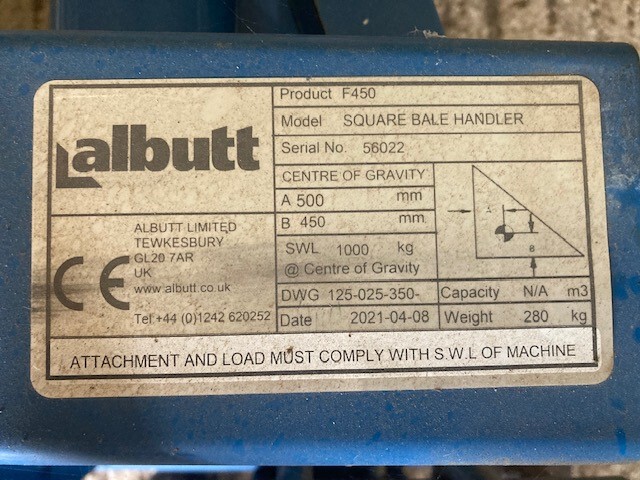 albutt
ALBUTT LIMITED
TEWKESBURY
GL20 7AR
UK
www.albutt.co.uk
Tel:+44 (0)1242 620252
CE
Product F450
Model SQUARE BALE HANDLER
Serial No. 56022
CENTRE OF GRAVITY
A 500 mm
B 450 mm
SWL 1000 kg
@ Centre of Gravity
A
B
DWG 125-025-350- Capacity N/A m3
Date 2021-04-08 Weight 280 kg
ATTACHMENT AND LOAD MUST COMPLY WITH S.W.L OF MACHINE